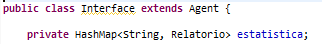 public class Interface extends Agent {
private HashMap<String, Relatorio> estatistica;